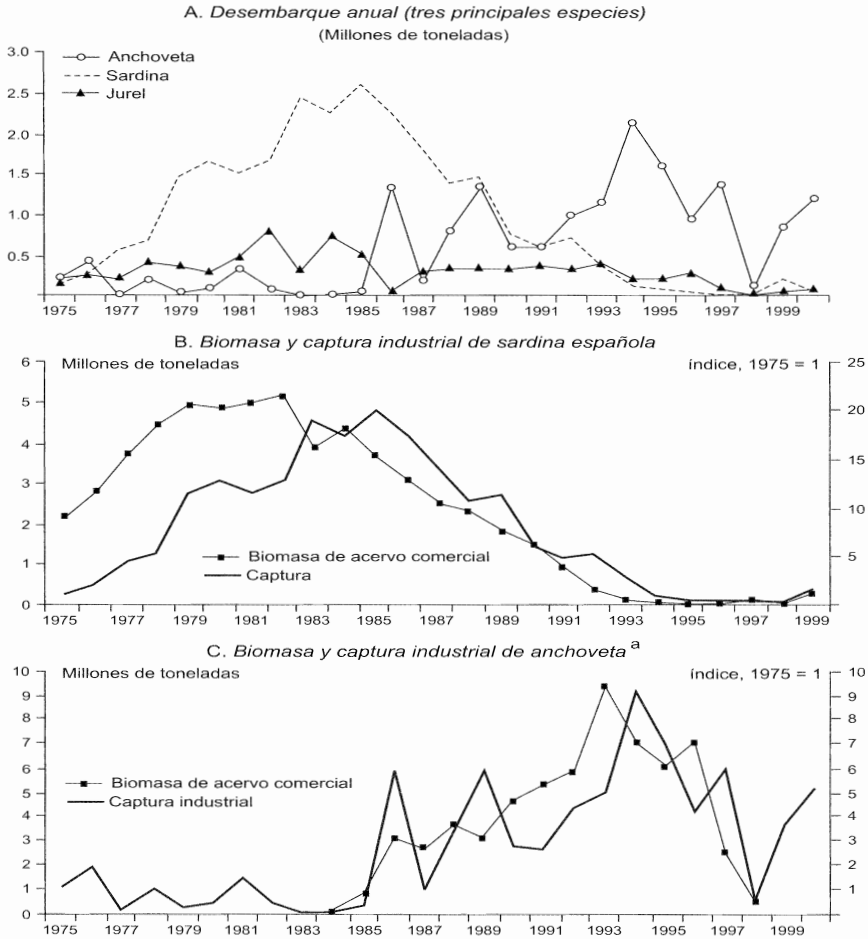 A. Desembarque anual (tres principales especies)
(Millones de toneladas)
3.0
2.5
2.0
1.5
1.0
0.5
Anchoveta
Sardina
Jurel
1975 1977 1979 1981 1983 1985 1987 1989 1991 1993 1995 1997 1999
B. Biomasa y captura industrial de sardina española
Millones de toneladas
índice, 1975 = 1
6
5
4
3
2
1
0
25
20
15
10
5
Biomasa de acervo comercial
Captura
1975 1977 1979 1981 1983 1985 1987 1989 1991 1993 1995 1997 1999
C. Biomasa y captura industrial de anchoveta a
Millones de toneladas
índice, 1975 = 1
10
9
8
7
6
5
4
3
2
1
0
10
9
8
7
6
5
4
3
2
1
Biomasa de acervo comercial
Captura industrial
1975 1977 1979 1981 1983 1985 1987 1989 1991 1993 1995 1997 1999